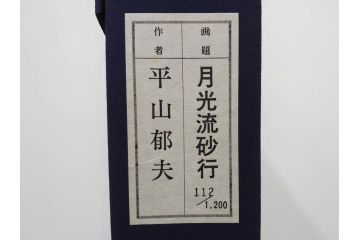 画題
月光流砂行
112/1,200
作者
平山郁夫